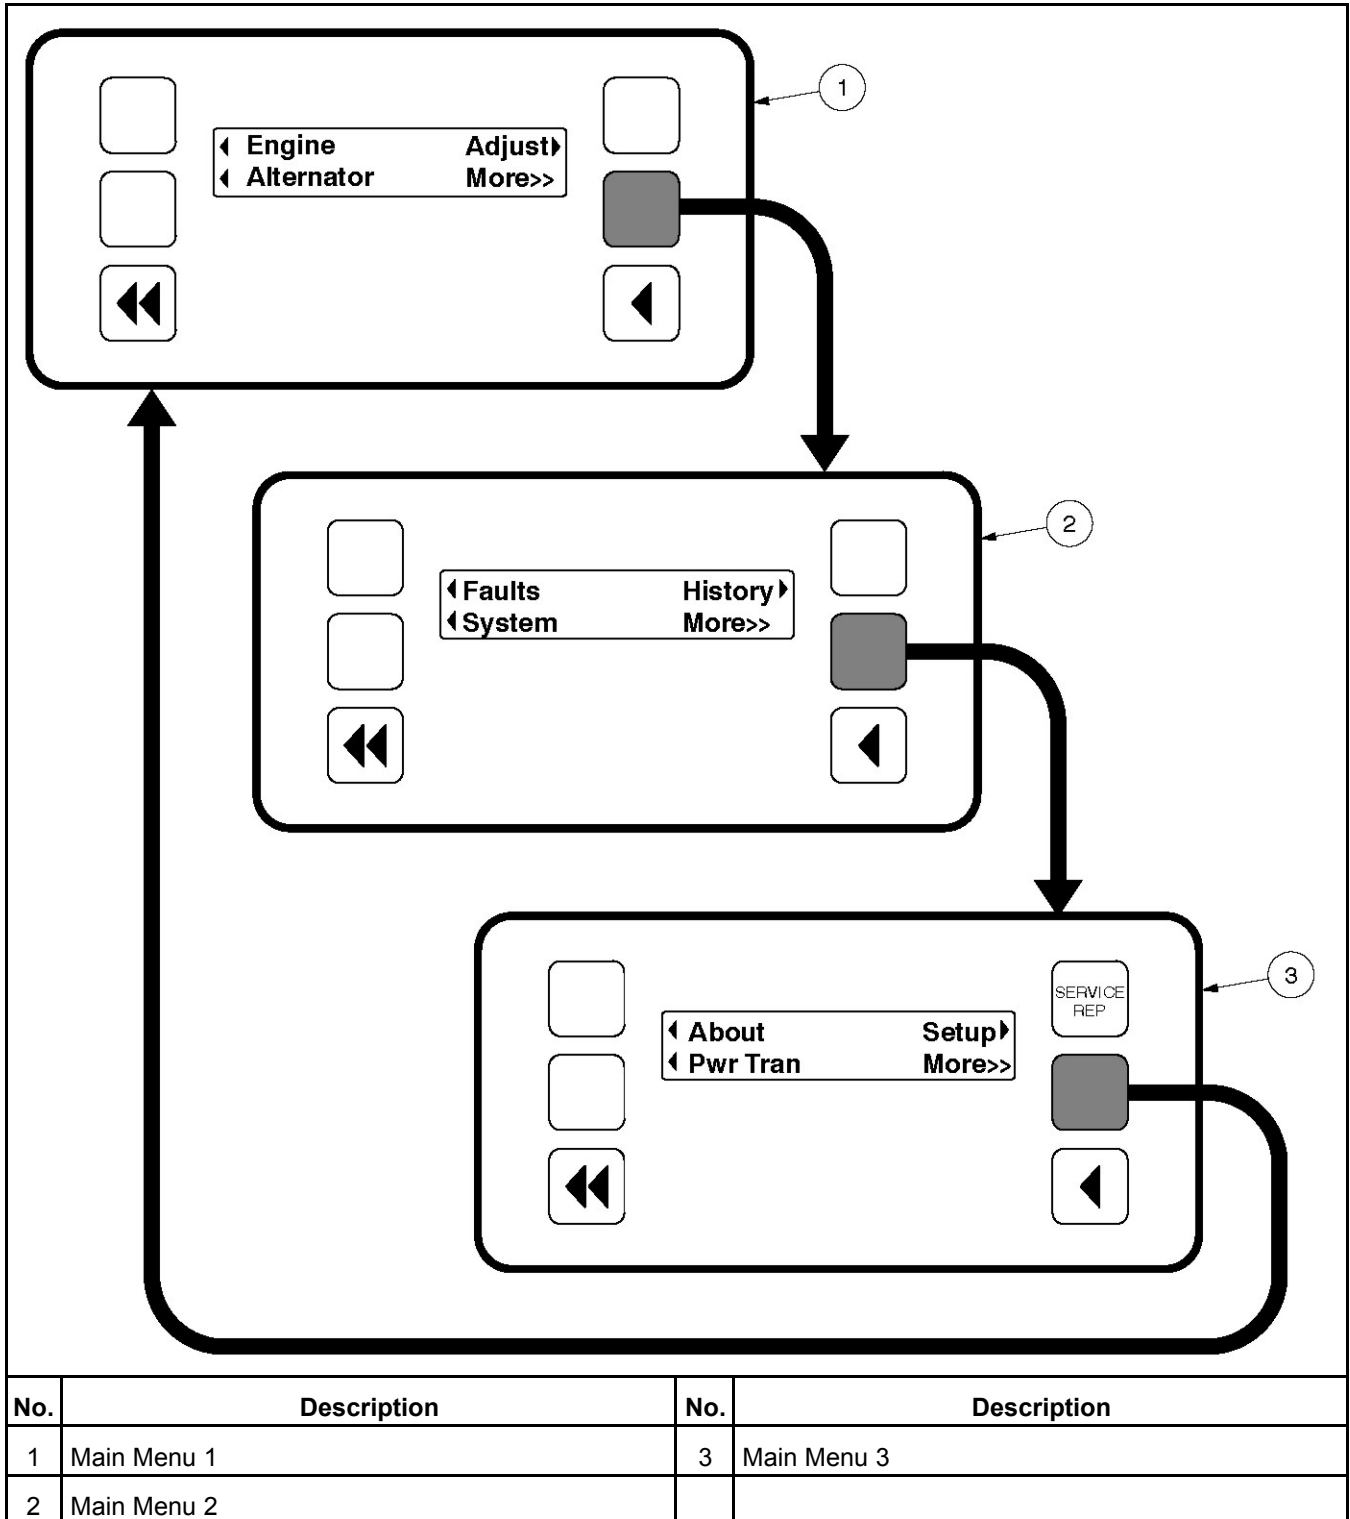 1
Engine Adjust
Alternator More>>
2
Faults History
System More>>
3
SERVICE
REP
About Setup
Pwr Tran More>>
No. Description No. Description
1 Main Menu 1 3 Main Menu 3
2 Main Menu 2